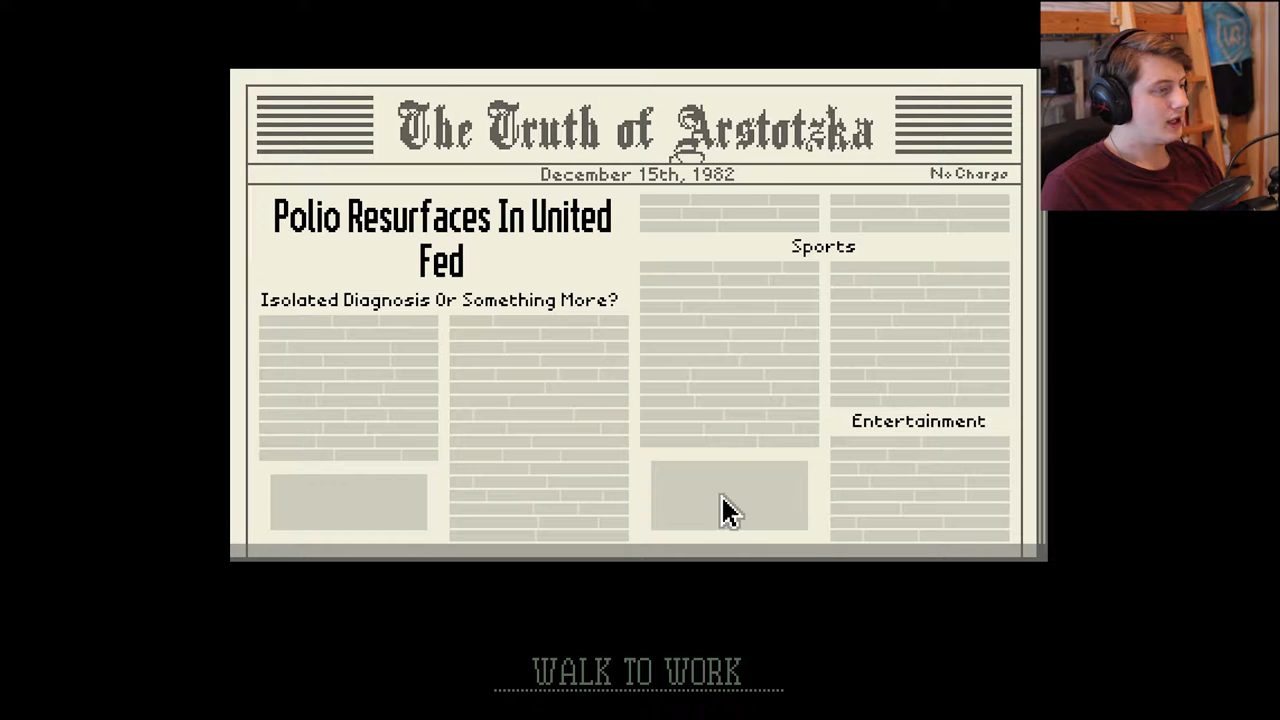 The Truth of Arstotzka
December 15th, 1982
No Charge
Polio Resurfaces In United
Fed
Isolated Diagnosis Or Something More?
Sports
Entertainment
WALK TO WORK